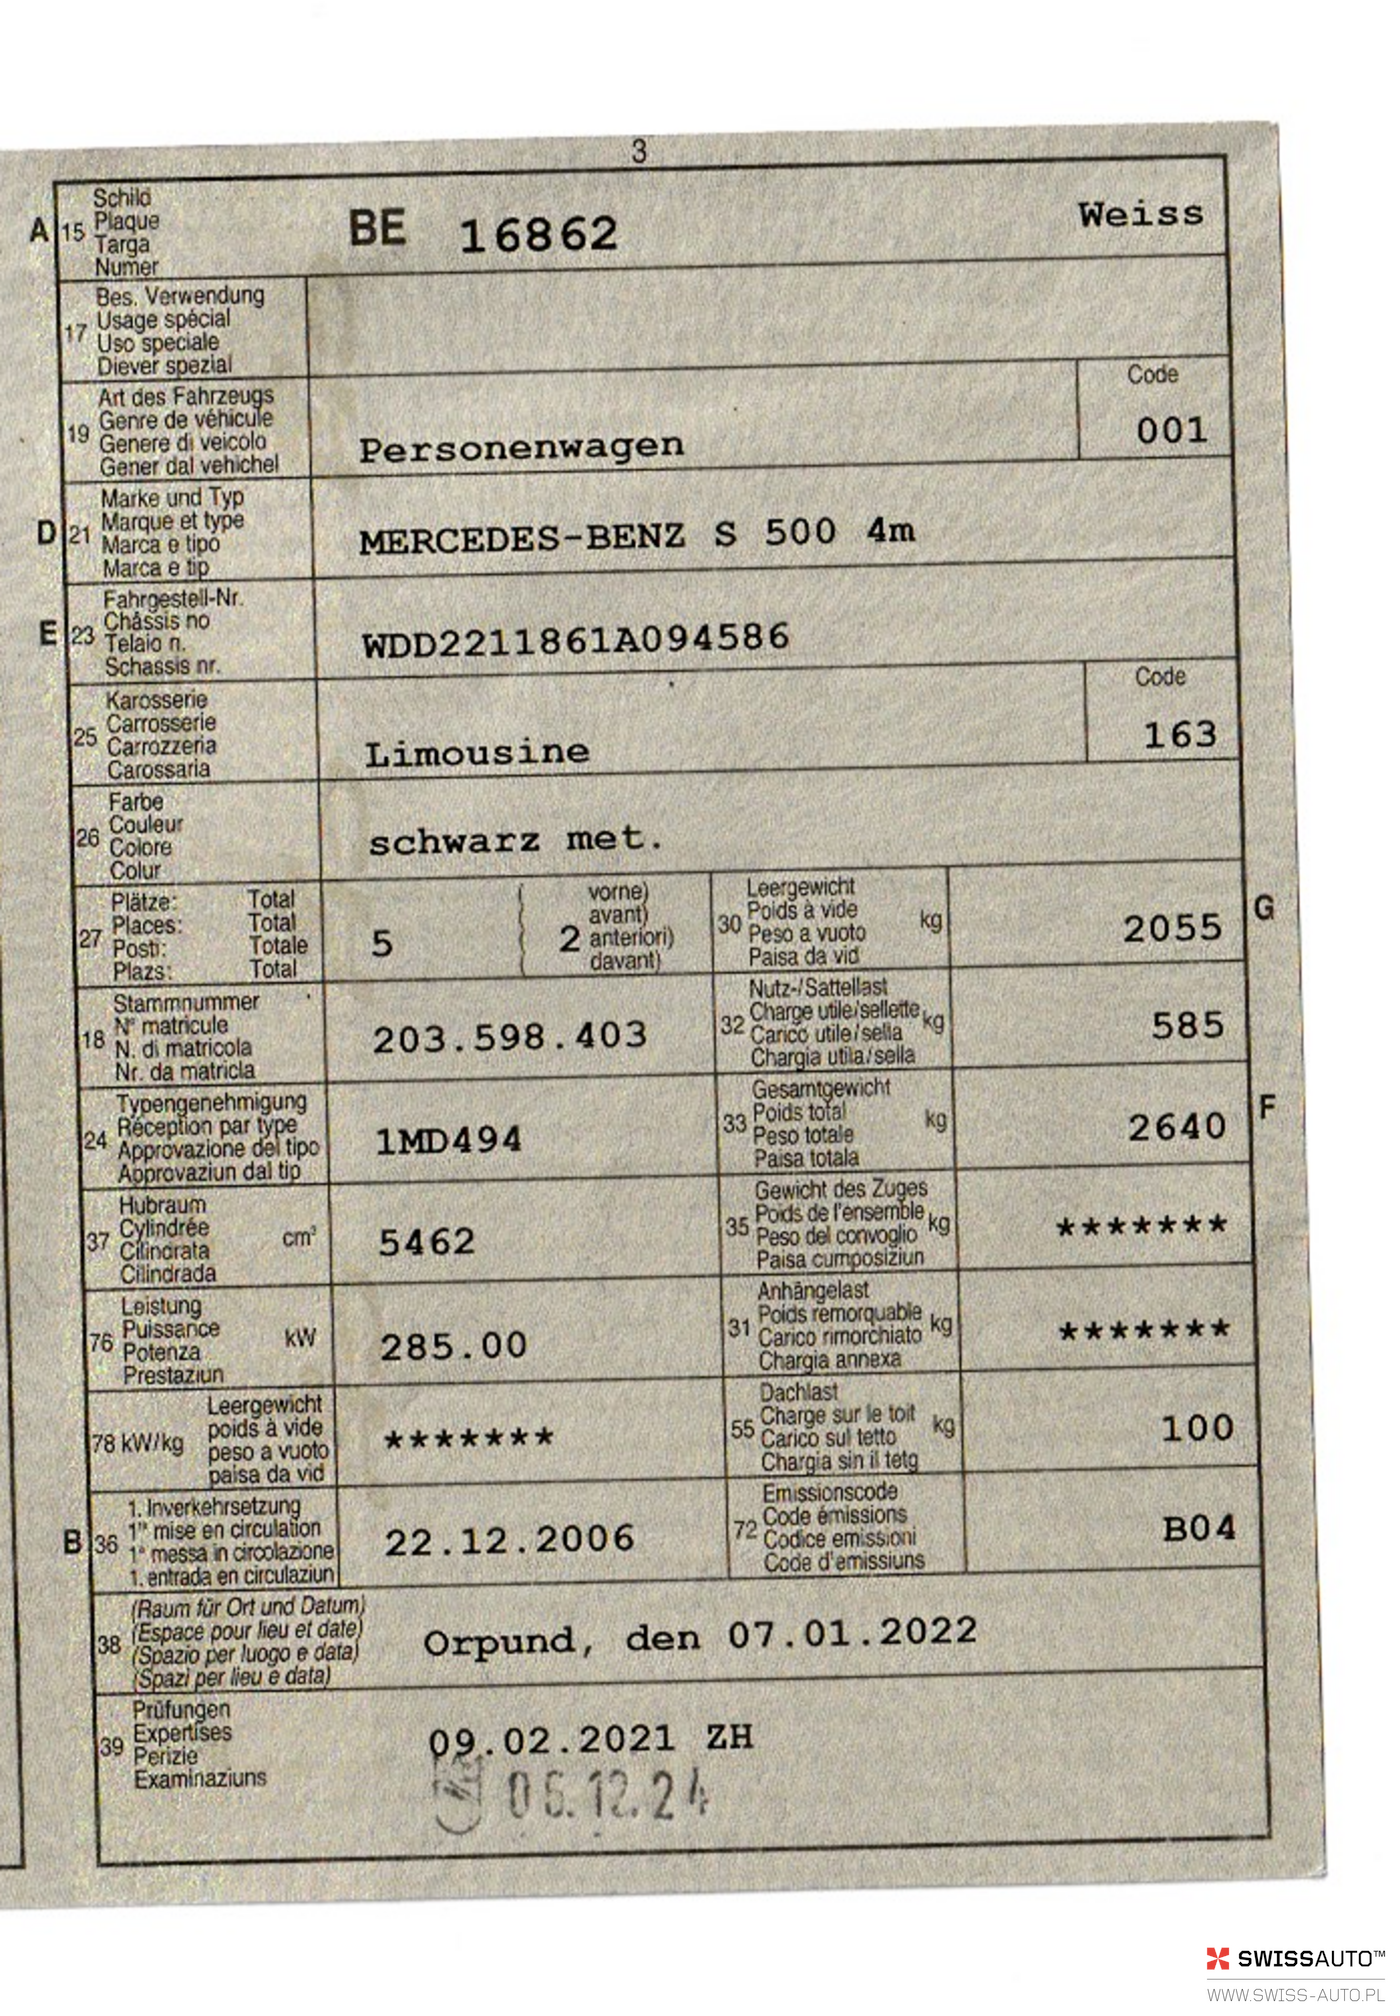 3
A 15 Schild
Plaque
Targa
Numer
BE 16862 Weiss
17 Bes. Verwendung
Usage spécial
Uso speciale
Diever spezial
19 Art des Fahrzeugs
Genre de véhicule
Genere di veicolo
Gener dal vehichel
Personenwagen
Code
001
D 21 Marke und Typ
Marque et type
Marca e tipo
Marca e tip
MERCEDES-BENZ S 500 4m
E 23 Fahrgestell-Nr.
Châssis no
Telaio n.
Schassis nr.
WDD2211861A094586
25 Karosserie
Carrosserie
Carrozzeria
Carossaria
Limousine
Code
163
26 Farbe
Couleur
Colore
Colur
schwarz met.
27 Plätze: Total
Places: Total
Posti: Totale
Plazs: Total
5 ( 2 vorne)
avant)
anteriori)
davant)
30 Leergewicht
Poids à vide
Peso a vuoto
Paisa da vid
kg
2055 G
18 Stammnummer
N° matricule
N. di matricola
Nr. da matricla
203.598.403
32 Nutz-/Sattellast
Charge utile/sellette
Carico utile/sella
Chargia utila/sella
kg
585
24 Typengenehmigung
Réception par type
Approvazione del tipo
Approvaziun dal tip
1MD494
33 Gesamtgewicht
Poids total
Peso totale
Paisa totala
kg
2640 F
37 Hubraum
Cylindrée
Cilindrata
Cilindrada
cm³
5462
35 Gewicht des Zuges
Poids de l'ensemble
Peso del convoglio
Paisa cumposiziun
kg
*******
76 Leistung
Puissance
Potenza
Prestaziun
kW
285.00
31 Anhängelast
Poids remorquable
Carico rimorchiato
Chargia annexa
kg
*******
78 kW/kg Leergewicht
poids à vide
peso a vuoto
paisa da vid
*******
55 Dachlast
Charge sur le toit
Carico sul tetto
Chargia sin il tetg
kg
100
B 36 1. Inverkehrsetzung
1re mise en circulation
1a messa in circolazione
1. entrada en circulaziun
22.12.2006
72 Emissionscode
Code émissions
Codice emissioni
Code d'emissiuns
B04
38 (Raum für Ort und Datum)
(Espace pour lieu et date)
(Spazio per luogo e data)
(Spazi per lieu e data)
Orpund, den 07.01.2022
39 Prüfungen
Expertises
Perizie
Examinaziuns
09.02.2021 ZH
06.12.24
SWISSAUTO™
WWW.SWISS-AUTO.PL